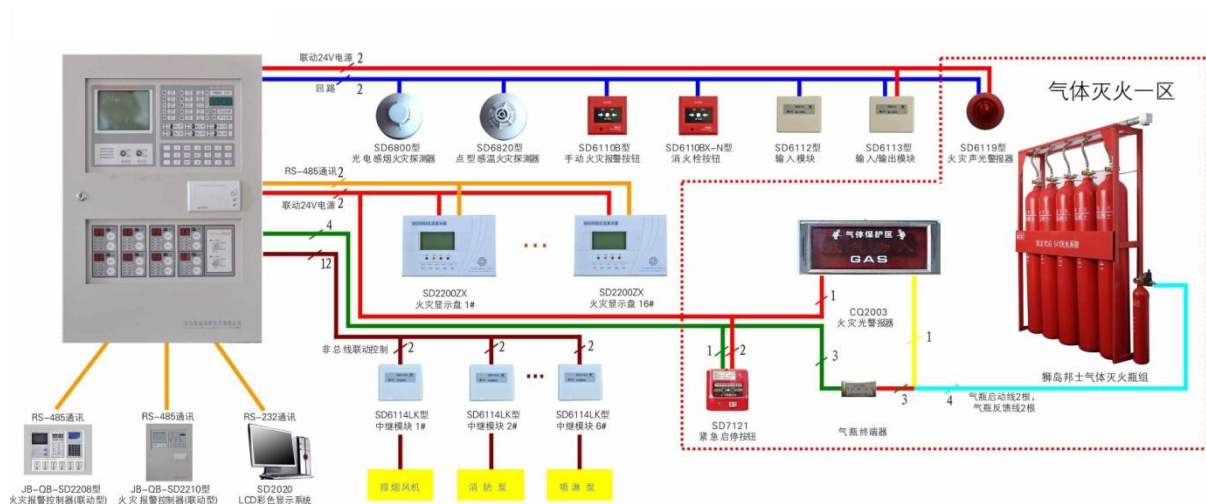 联动24V电源 2
回路 2
气体灭火一区
SD6800型
光电感烟火灾探测器
SD6820型
点型感温火灾探测器
SD6110B型
手动火灾报警按钮
SD6110BX-N型
消火栓按钮
SD6112型
输入模块
SD6113型
输入/输出模块
SD6119型
火灾声光警报器
RS-485通讯 2
联动24V电源 2
4
12
SD2200ZX
火灾显示盘 1#
SD2200ZX
火灾显示盘 16#
气体保护区
GAS
CQ2003
火灾光警报器
1
1
非总线联动控制
2
2
2
1
2
3
SD6114LK型
中继模块 1#
SD6114LK型
中继模块 2#
SD6114LK型
中继模块 6#
SD7121
紧急启停按钮
气瓶终端器
3
4
气瓶启动线2根，
气瓶反馈线2根
狮岛邦士气体灭火瓶组
排烟风机
消防泵
喷淋泵
RS-485通讯
RS-485通讯
RS-232通讯
JB-QB-SD2208型
火灾报警控制器(联动型)
JB-QB-SD2210型
火灾报警控制器(联动型)
SD2020
LCD彩色显示系统